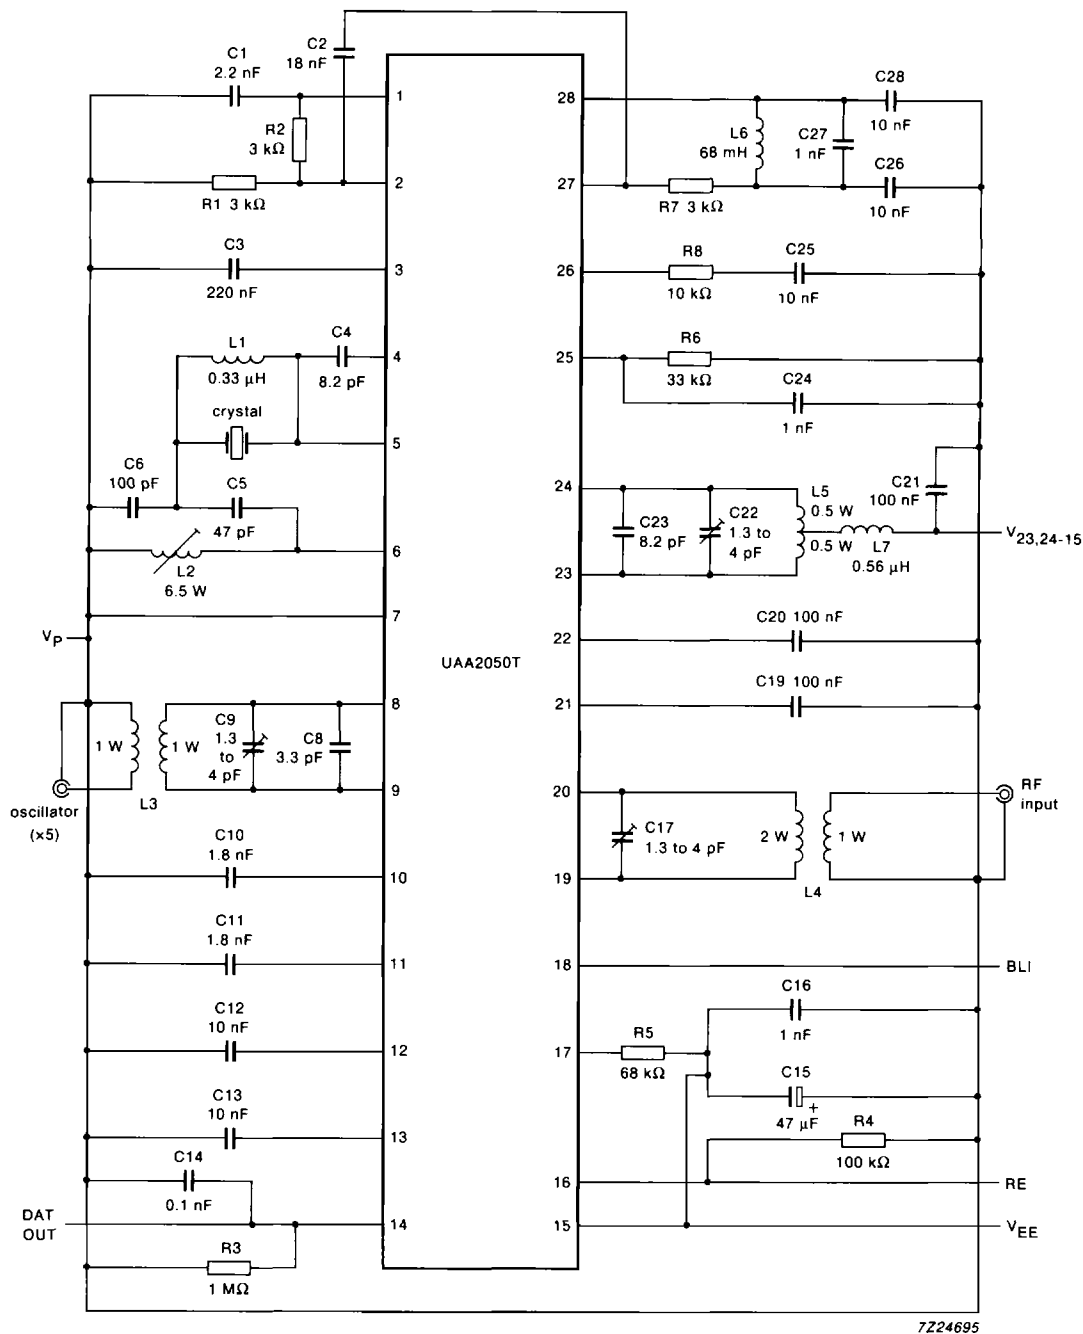 C1
2.2 nF
C2
18 nF
1
R2
3 kΩ
2
R1 3 kΩ
C3
3
220 nF
L1
0.33 μH
C4
4
8.2 pF
crystal
5
C6
100 pF
C5
47 pF
6
L2
6.5 W
7
VP
UAA2050T
8
1 W
1 W
C9
1.3
to
4 pF
C8
3.3 pF
9
L3
oscillator
(x5)
C10
1.8 nF
10
C11
1.8 nF
11
C12
10 nF
12
C13
10 nF
13
C14
0.1 nF
DAT
OUT
14
R3
1 MΩ
28
C28
10 nF
L6
68 mH
C27
1 nF
C26
10 nF
27
R7 3 kΩ
26
R8
10 kΩ
C25
10 nF
25
R6
33 kΩ
C24
1 nF
24
C23
8.2 pF
C22
1.3 to
4 pF
L5
0.5 W
0.5 W
L7
0.56 μH
C21
100 nF
V23,24-15
23
C20 100 nF
22
C19 100 nF
21
20
C17
1.3 to 4 pF
2 W
1 W
RF
input
19
L4
18
BLI
C16
1 nF
17
R5
68 kΩ
C15
+
47 μF
R4
100 kΩ
16
RE
15
VEE
7Z24695